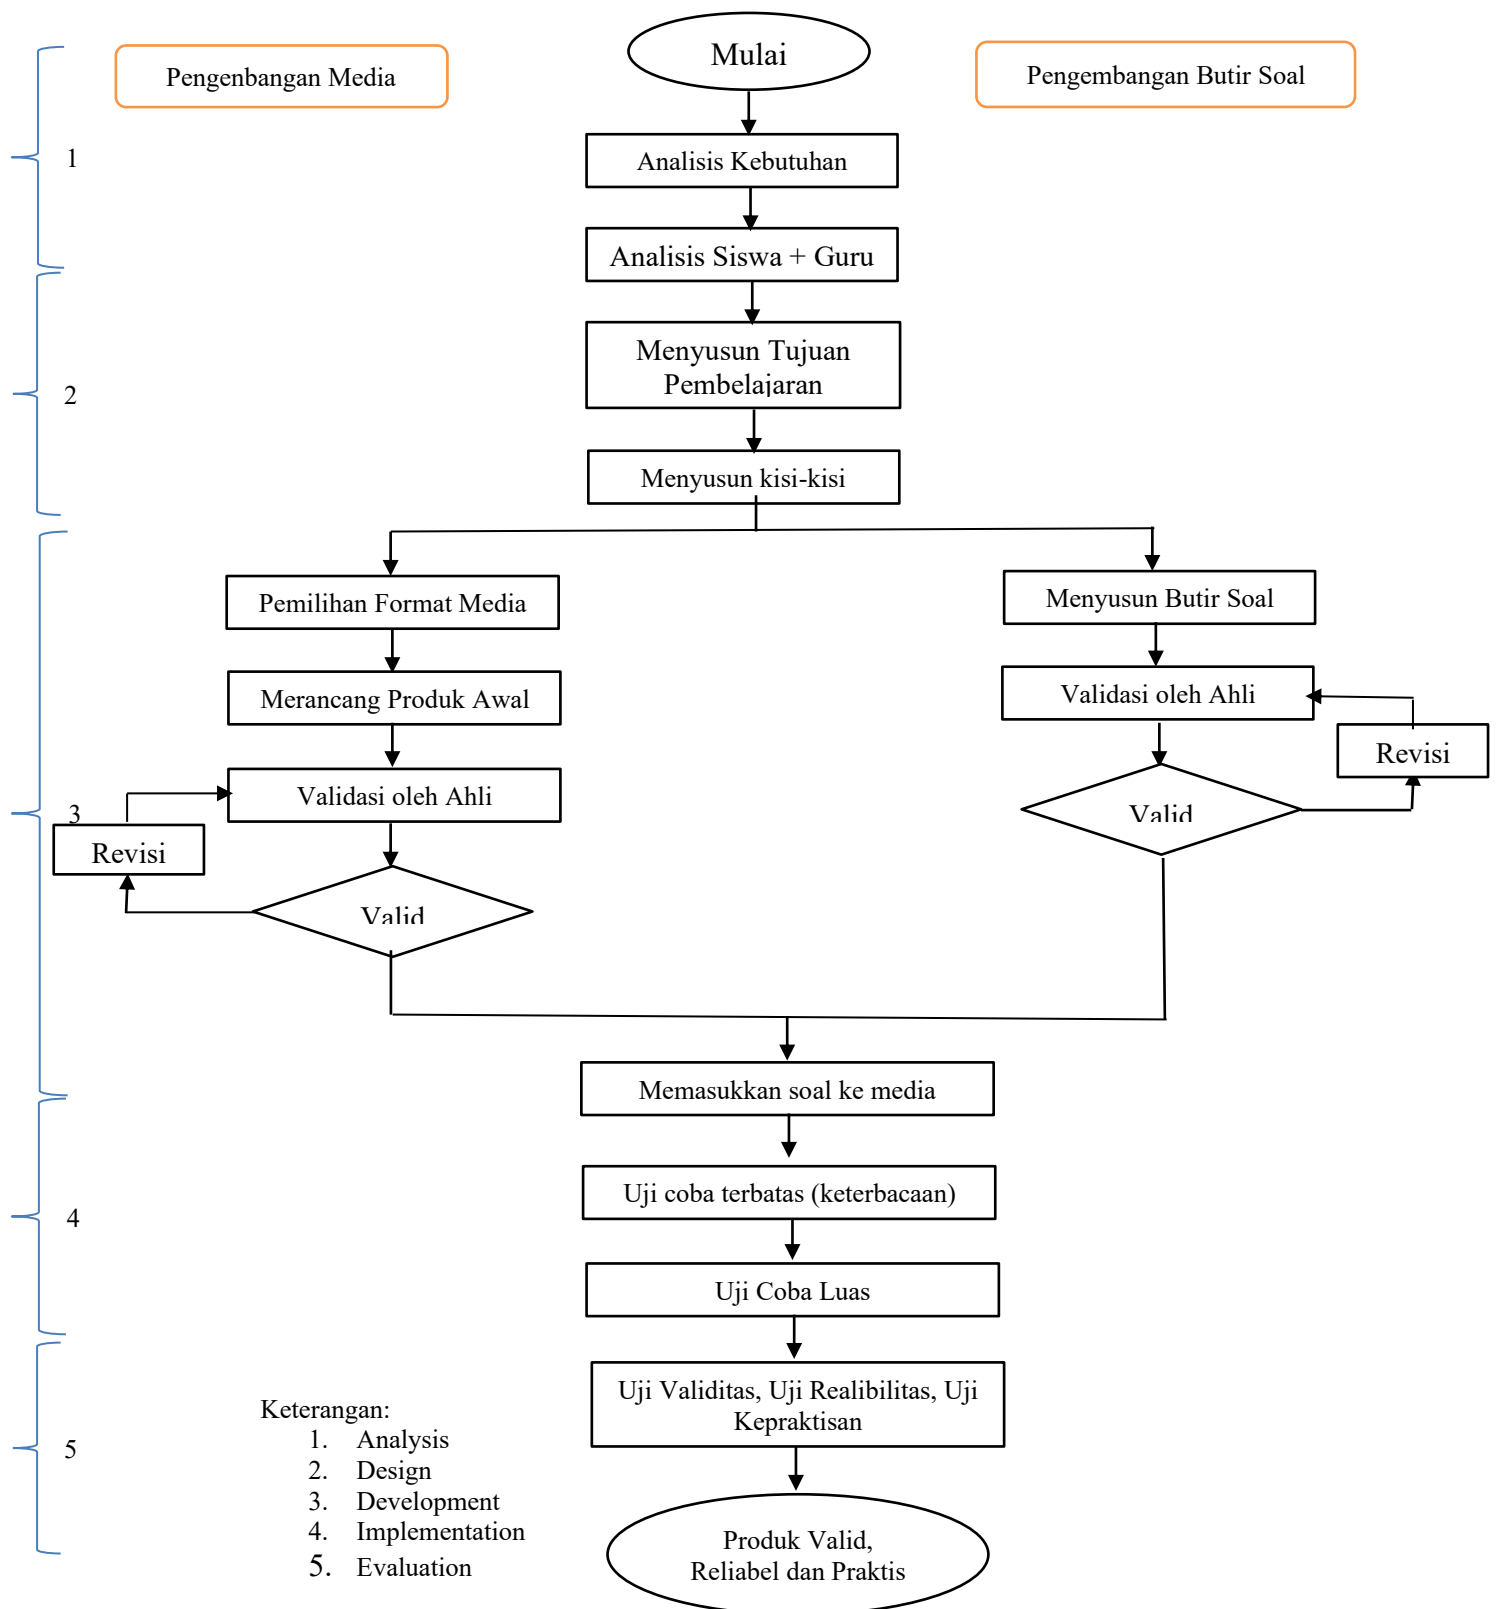 Pengenbangan Media
Mulai
Pengembangan Butir Soal
1
Analisis Kebutuhan
Analisis Siswa + Guru
2
Menyusun Tujuan
Pembelajaran
Menyusun kisi-kisi
Pemilihan Format Media
Menyusun Butir Soal
Merancang Produk Awal
Validasi oleh Ahli
Revisi
Validasi oleh Ahli
3
Revisi
Valid
Valid
Memasukkan soal ke media
4
Uji coba terbatas (keterbacaan)
Uji Coba Luas
5
Uji Validitas, Uji Realibilitas, Uji
Kepraktisan
Keterangan:
1. Analysis
2. Design
3. Development
4. Implementation
5. Evaluation
Produk Valid,
Reliabel dan Praktis